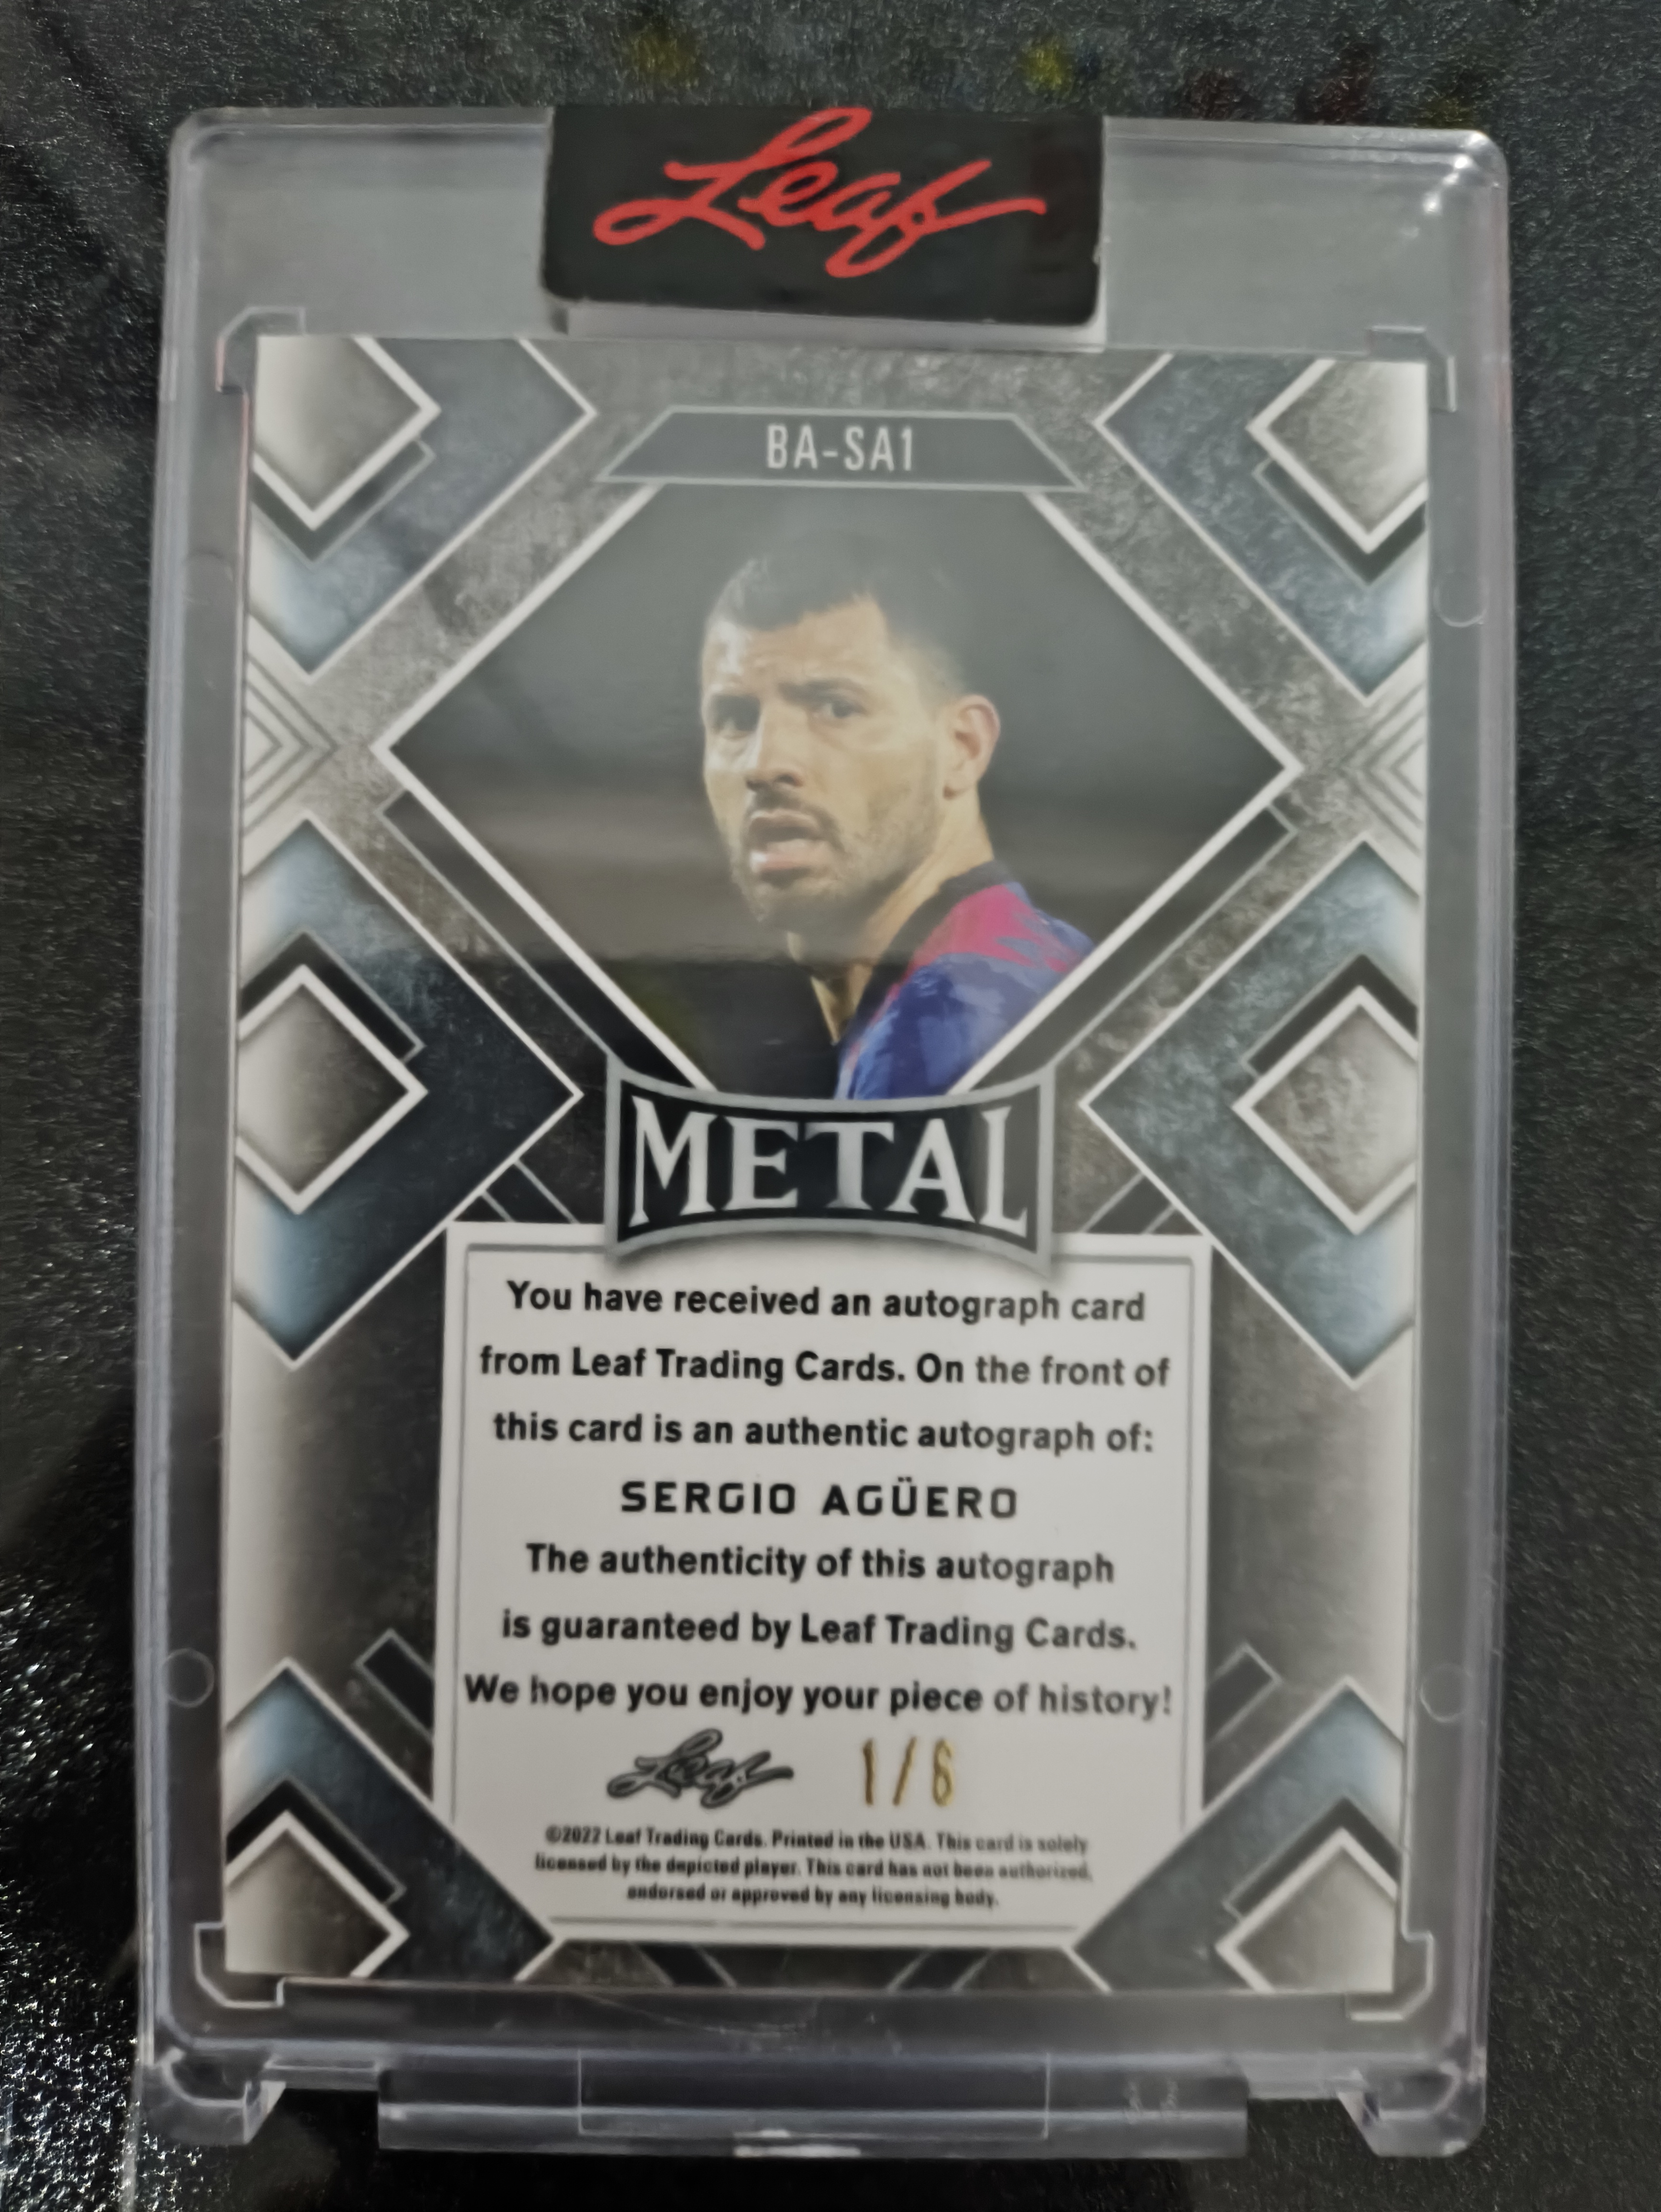 Leaf
BA-SA1
METAL
You have received an autograph card
from Leaf Trading Cards. On the front of
this card is an authentic autograph of:
SERGIO AGÜERO
The authenticity of this autograph
is guaranteed by Leaf Trading Cards.
We hope you enjoy your piece of history!
Leaf 1/6
©2022 Leaf Trading Cards. Printed in the USA. This card is solely
licensed by the depicted player. This card has not been authorized,
endorsed or approved by any licensing body.